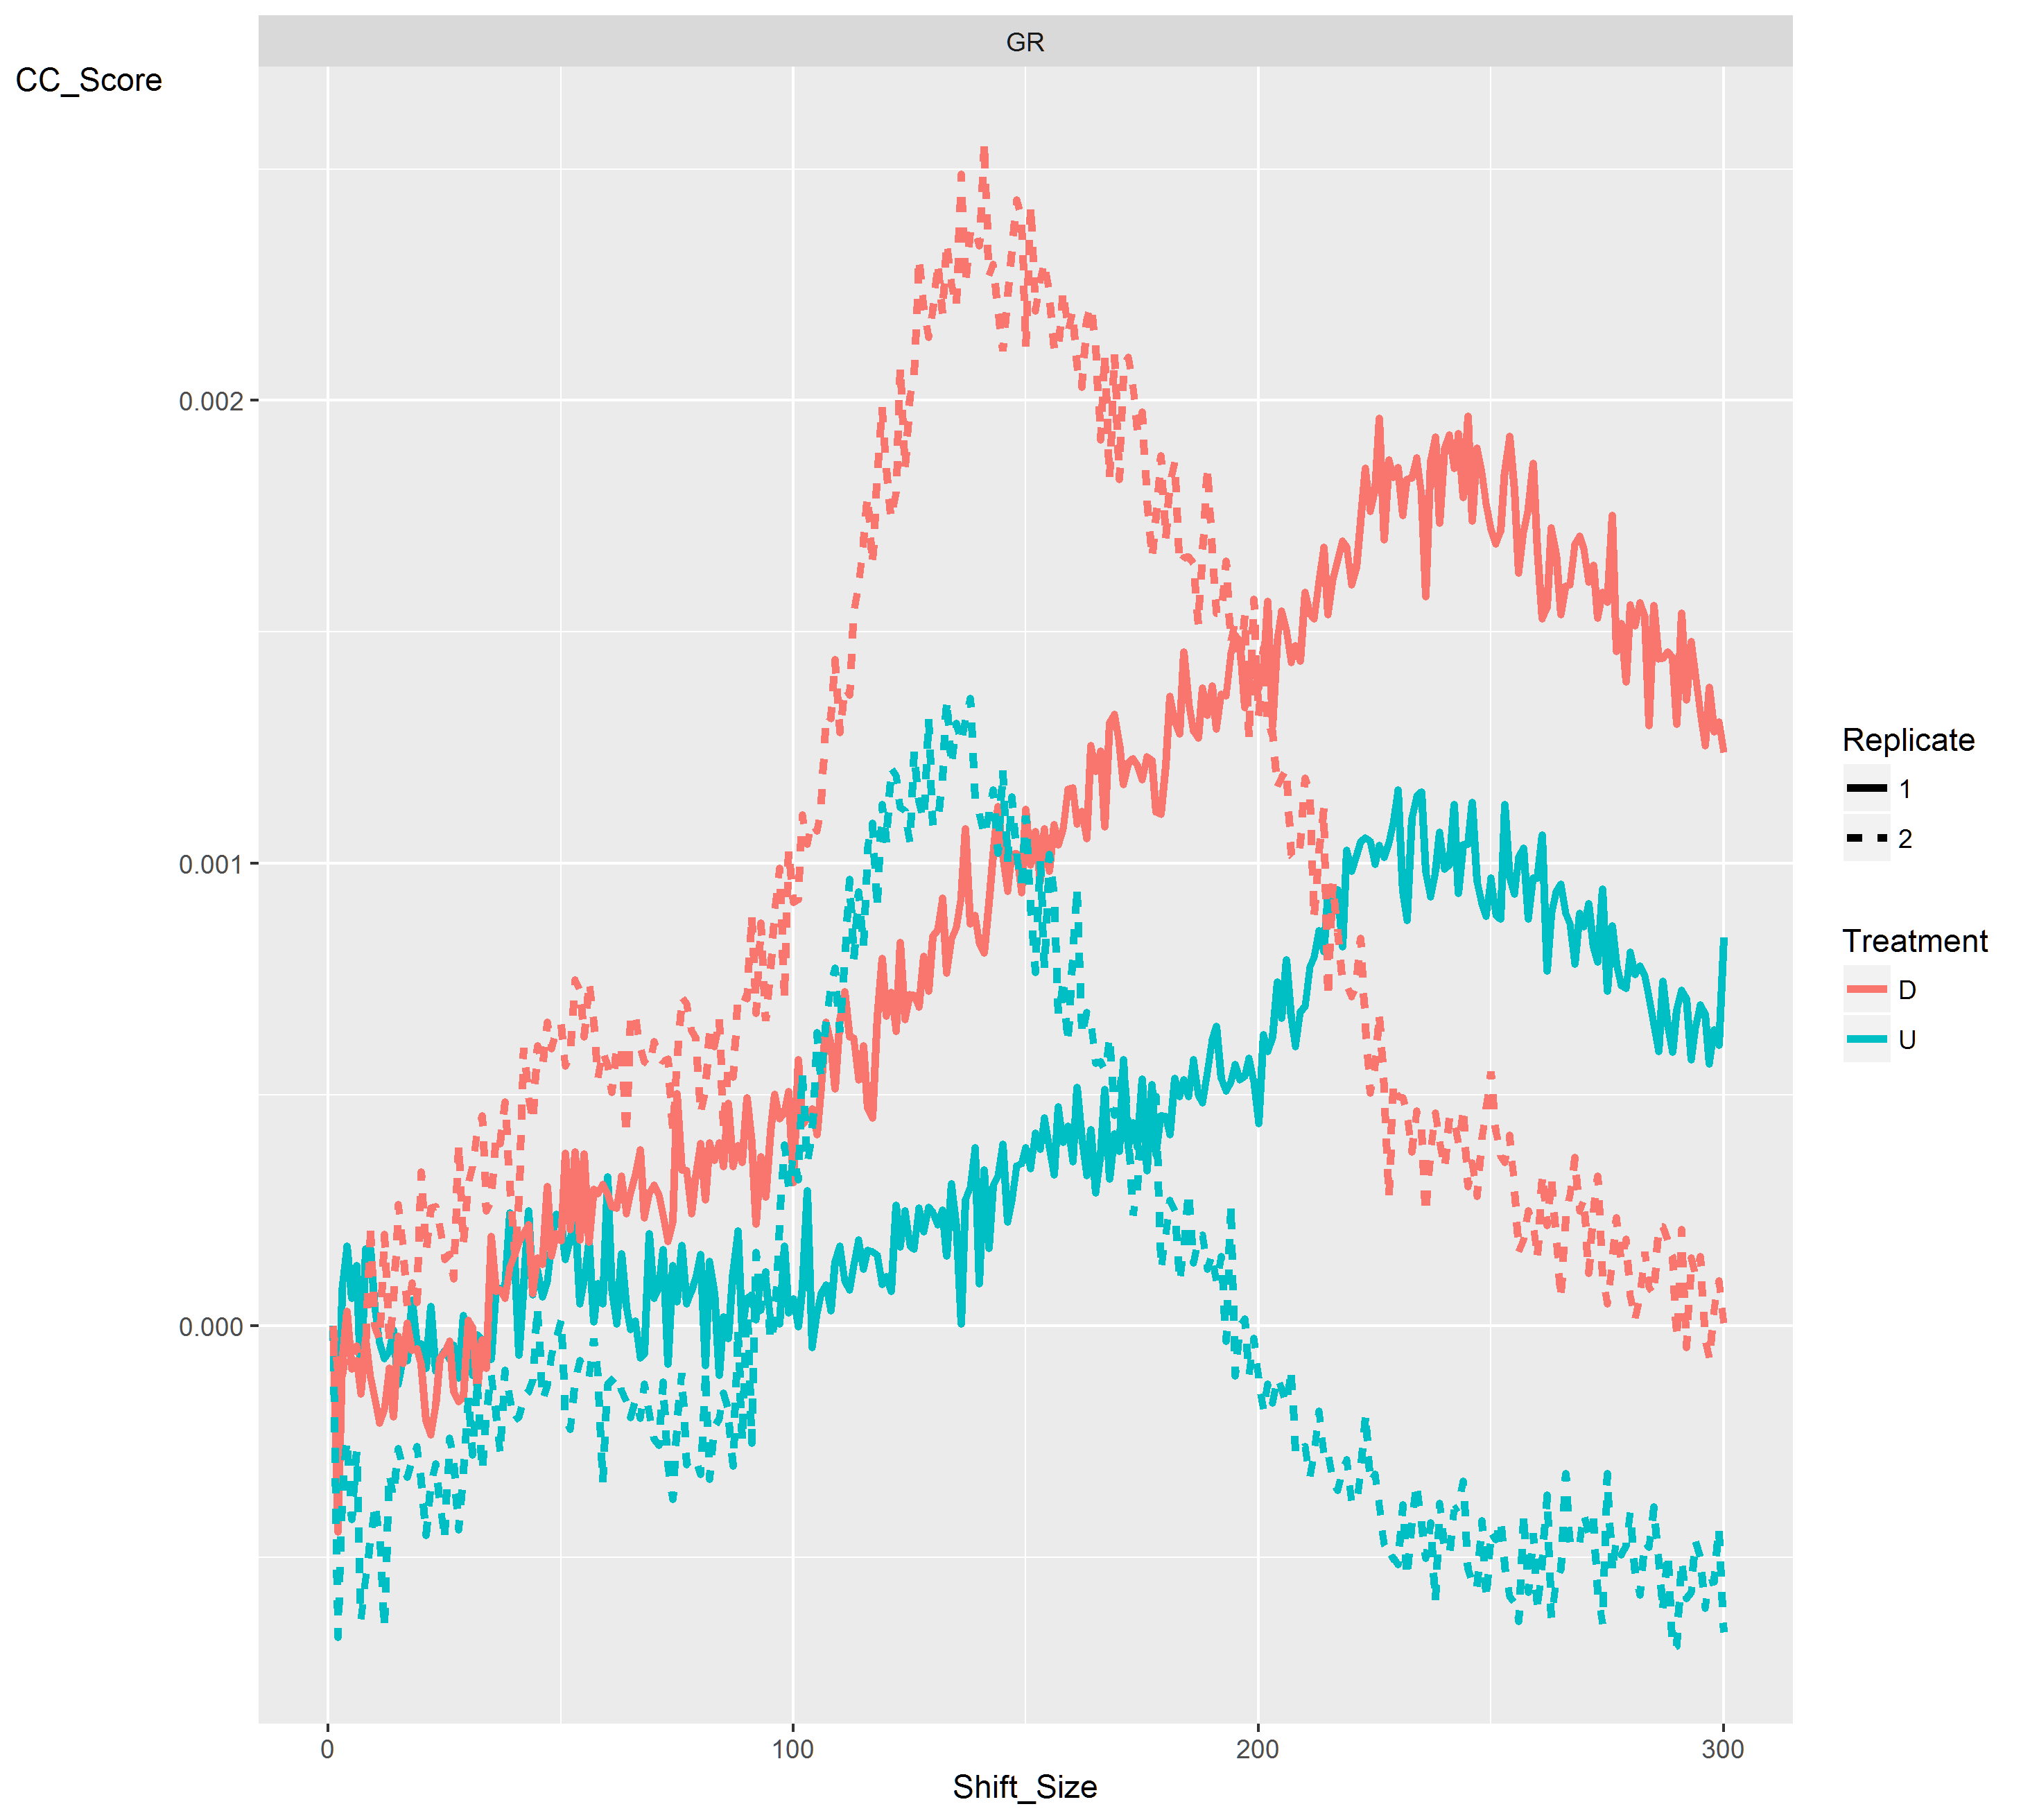 GR
CC_Score
0.002
0.001
0.000
0 100 200 300
Shift_Size
Replicate
1
2
Treatment
D
U